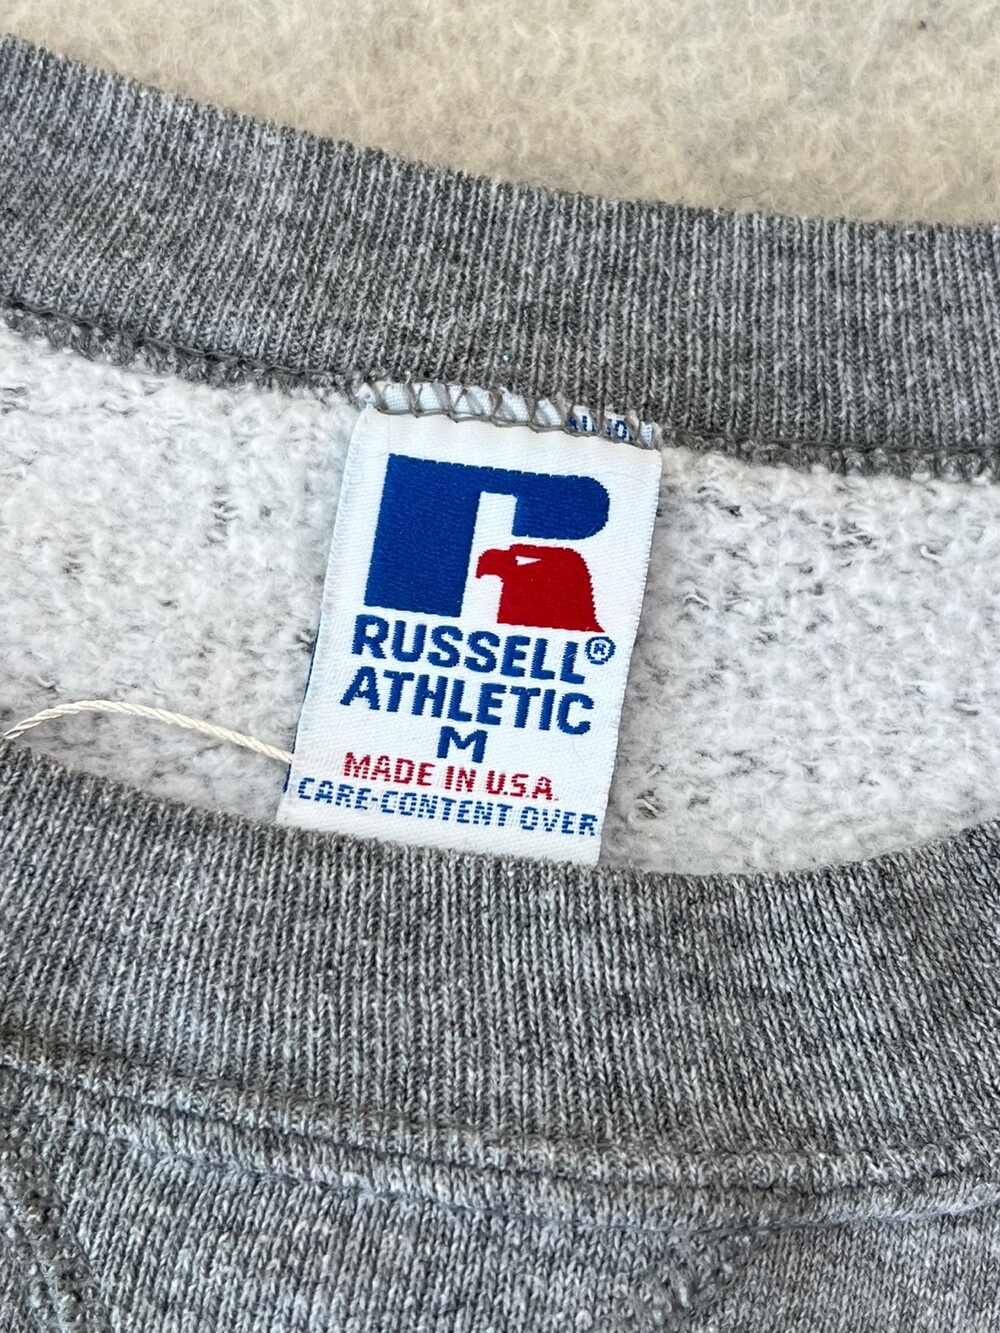 RUSSELL®
ATHLETIC
M
MADE IN U.S.A.
CARE-CONTENT OVER